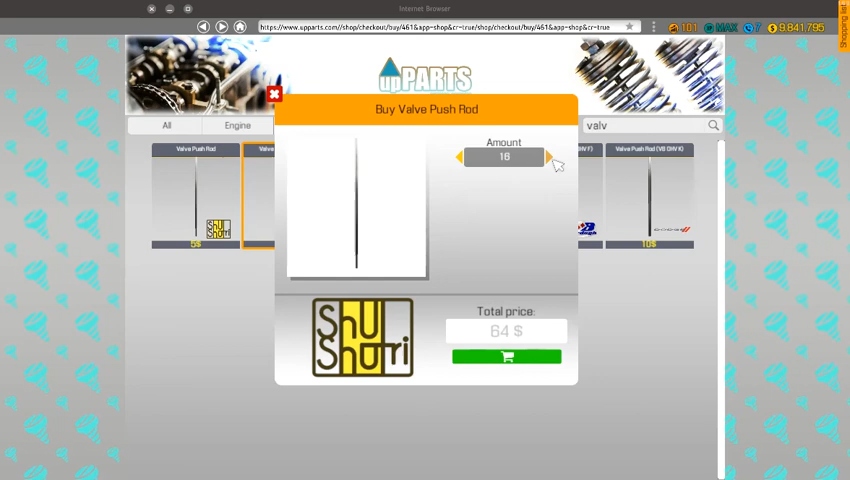 Internet Browser
https://www.upparts.com//shop/checkout/buy/461&app-shop&cr-true/shop/checkout/buy/461&app-shop&cr-true
101 MAX 7 $ 9,841,795
Shopping list
upPARTS
Buy Valve Push Rod
All Engine
valv
Valve Push Rod
Valve Push Rod (V8 OHV K)
Amount
16
5$
10$
Shu Shurri
Total price:
64 $